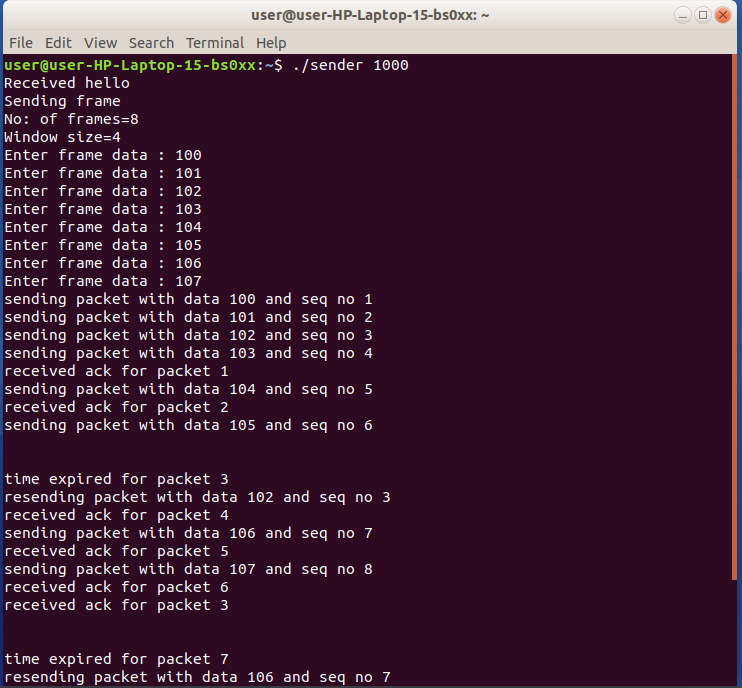 user@user-HP-Laptop-15-bs0xx: ~
File Edit View Search Terminal Help
user@user-HP-Laptop-15-bs0xx:~$ ./sender 1000
Received hello
Sending frame
No: of frames=8
Window size=4
Enter frame data : 100
Enter frame data : 101
Enter frame data : 102
Enter frame data : 103
Enter frame data : 104
Enter frame data : 105
Enter frame data : 106
Enter frame data : 107
sending packet with data 100 and seq no 1
sending packet with data 101 and seq no 2
sending packet with data 102 and seq no 3
sending packet with data 103 and seq no 4
received ack for packet 1
sending packet with data 104 and seq no 5
received ack for packet 2
sending packet with data 105 and seq no 6
time expired for packet 3
resending packet with data 102 and seq no 3
received ack for packet 4
sending packet with data 106 and seq no 7
received ack for packet 5
sending packet with data 107 and seq no 8
received ack for packet 6
received ack for packet 3
time expired for packet 7
resending packet with data 106 and seq no 7